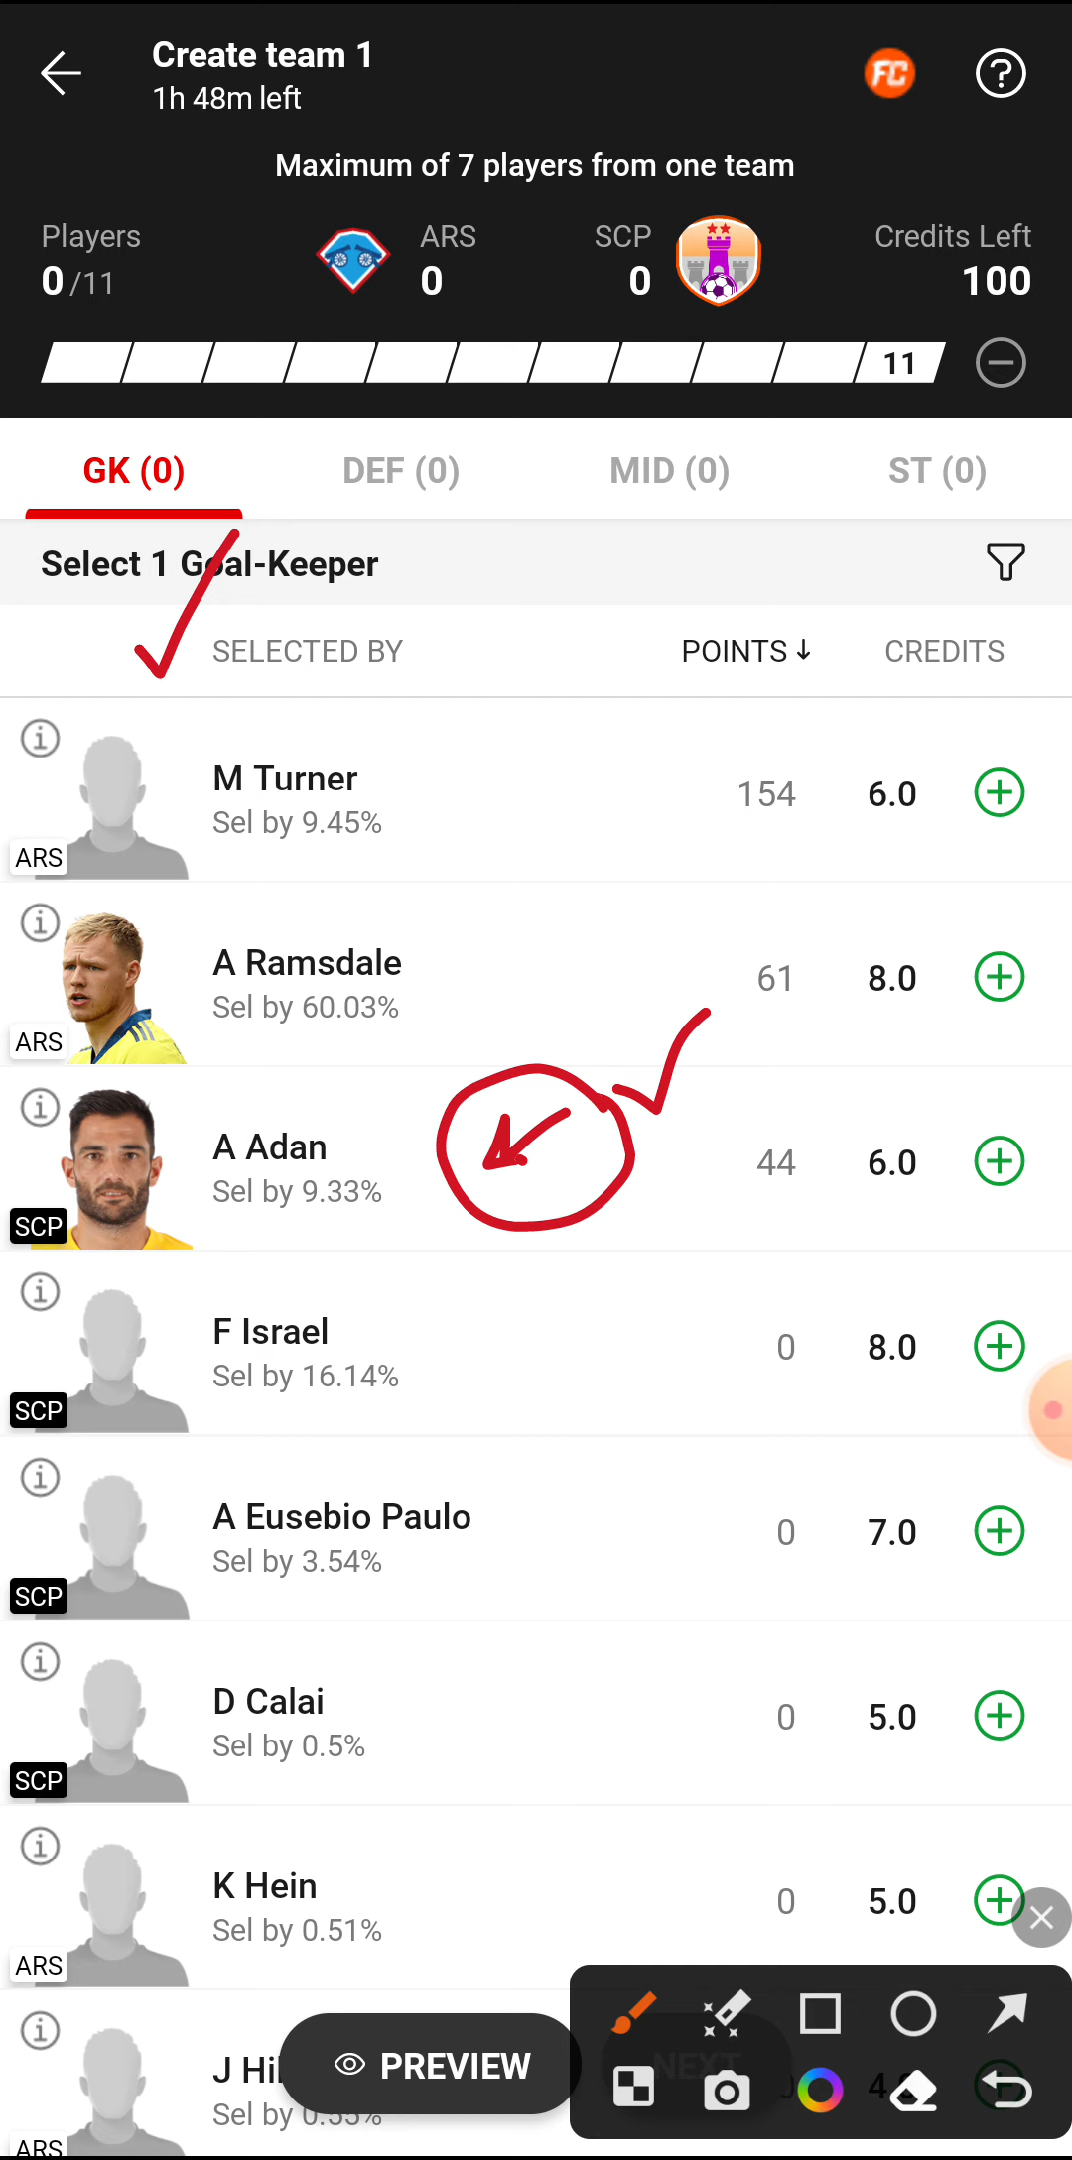 Create team 1
1h 48m left
FC
Maximum of 7 players from one team
Players ARS SCP Credits Left
0/11 0 0 100
11
GK (0) DEF (0) MID (0) ST (0)
Select 1 Goal-Keeper
SELECTED BY POINTS ↓ CREDITS
M Turner
Sel by 9.45% 154 6.0
ARS
A Ramsdale
Sel by 60.03% 61 8.0
ARS
A Adan
Sel by 9.33% 44 6.0
SCP
F Israel
Sel by 16.14% 0 8.0
SCP
A Eusebio Paulo
Sel by 3.54% 0 7.0
SCP
D Calai
Sel by 0.5% 0 5.0
SCP
K Hein
Sel by 0.51% 0 5.0
ARS
J
PREVIEW NEXT
Sel by
ARS